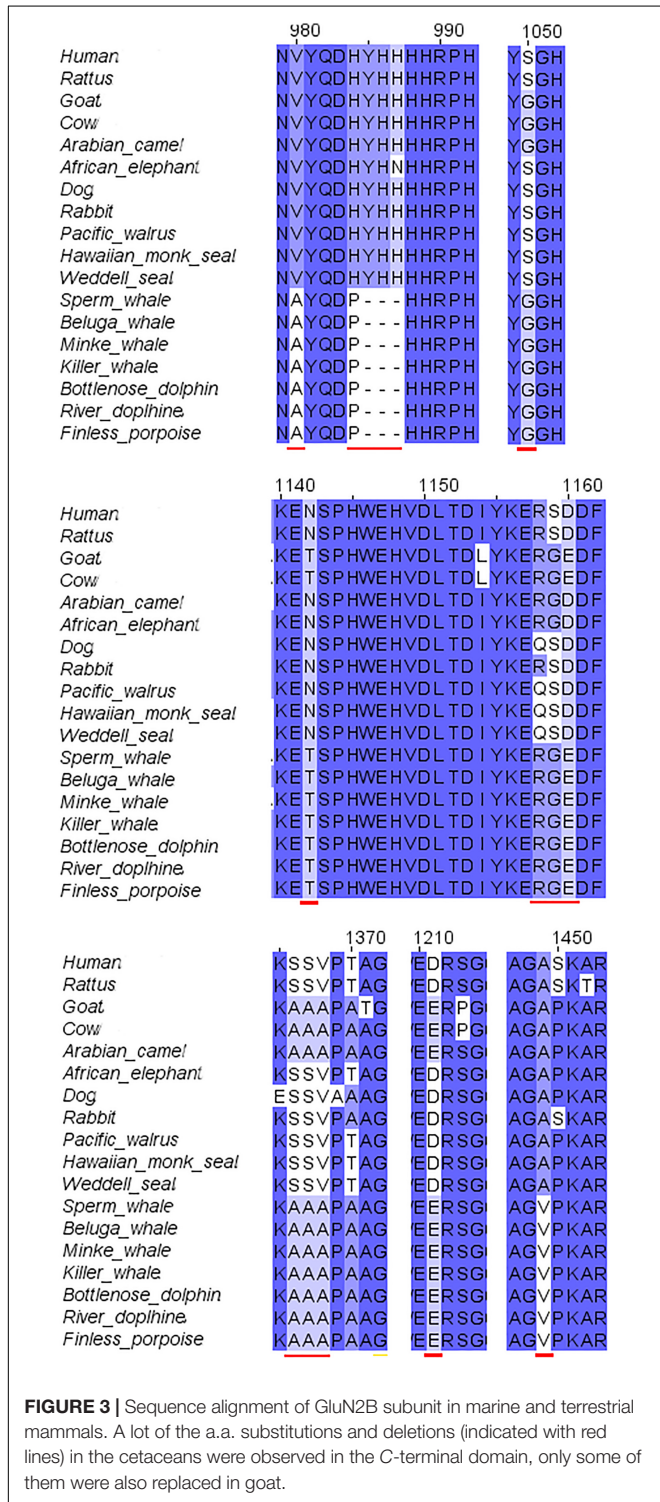 980 990 1050
Human NVYQDHYHHHHRPH YSGH
Rattus NVYQDHYHHHHRPH YSGH
Goat NVYQDHYHHHHRPH YGGH
Cow NVYQDHYHHHHRPH YGGH
Arabian_camel NVYQDHYHHHHRPH YGGH
African_elephant NVYQDHYHNHHRPH YSGH
Dog NVYQDHYHHHHRPH YSGH
Rabbit NVYQDHYHHHHRPH YSGH
Pacific_walrus NVYQDHYHHHHRPH YSGH
Hawaiian_monk_seal NVYQDHYHHHHRPH YSGH
Weddell_seal NVYQDHYHHHHRPH YSGH
Sperm_whale NAYQDP---HHRPH YGGH
Beluga_whale NAYQDP---HHRPH YGGH
Minke_whale NAYQDP---HHRPH YGGH
Killer_whale NAYQDP---HHRPH YGGH
Bottlenose_dolphin NAYQDP---HHRPH YGGH
River_doplhine NAYQDP---HHRPH YGGH
Finless_porpoise NAYQDP---HHRPH YGGH
1140 1150 1160
Human KENSPHWEHVDLTDIYKERSDDF
Rattus KENSPHWEHVDLTDIYKERSDDF
Goat KETSPHWEHVDLTDLYKERGEDF
Cow KETSPHWEHVDLTDLYKERGEDF
Arabian_camel KENSPHWEHVDLTDIYKERGDDF
African_elephant KENSPHWEHVDLTDIYKERGDDF
Dog KENSPHWEHVDLTDIYKEQSDDF
Rabbit KENSPHWEHVDLTDIYKERSDDF
Pacific_walrus KENSPHWEHVDLTDIYKEQSDDF
Hawaiian_monk_seal KENSPHWEHVDLTDIYKEQSDDF
Weddell_seal KENSPHWEHVDLTDIYKEQSDDF
Sperm_whale KETSPHWEHVDLTDIYKERGEDF
Beluga_whale KETSPHWEHVDLTDIYKERGEDF
Minke_whale KETSPHWEHVDLTDIYKERGEDF
Killer_whale KETSPHWEHVDLTDIYKERGEDF
Bottlenose_dolphin KETSPHWEHVDLTDIYKERGEDF
River_doplhine KETSPHWEHVDLTDIYKERGEDF
Finless_porpoise KETSPHWEHVDLTDIYKERGEDF
1370 1210 1450
Human KSSVPTAG EDRSG AGASKAR
Rattus KSSVPTAG EDRSG AGASKTR
Goat KAAAPATG EERPG AGAPKAR
Cow KAAAPAAG EERPG AGAPKAR
Arabian_camel KAAAPAAG EERSG AGAPKAR
African_elephant KSSVPTAG EDRSG AGAPKAR
Dog ESSVAAAG EDRSG AGAPKAR
Rabbit KSSVPAAG EDRSG AGASKAR
Pacific_walrus KSSVPTAG EDRSG AGAPKAR
Hawaiian_monk_seal KSSVPTAG EDRSG AGAPKAR
Weddell_seal KSSVPTAG EDRSG AGAPKAR
Sperm_whale KAAAPAAG EERSG AGVPKAR
Beluga_whale KAAAPAAG EERSG AGVPKAR
Minke_whale KAAAPAAG EERSG AGVPKAR
Killer_whale KAAAPAAG EERSG AGVPKAR
Bottlenose_dolphin KAAAPAAG EERSG AGVPKAR
River_doplhine KAAAPAAG EERSG AGVPKAR
Finless_porpoise KAAAPAAG EERSG AGVPKAR
FIGURE 3 | Sequence alignment of GluN2B subunit in marine and terrestrial
mammals. A lot of the a.a. substitutions and deletions (indicated with red
lines) in the cetaceans were observed in the C-terminal domain, only some of
them were also replaced in goat.